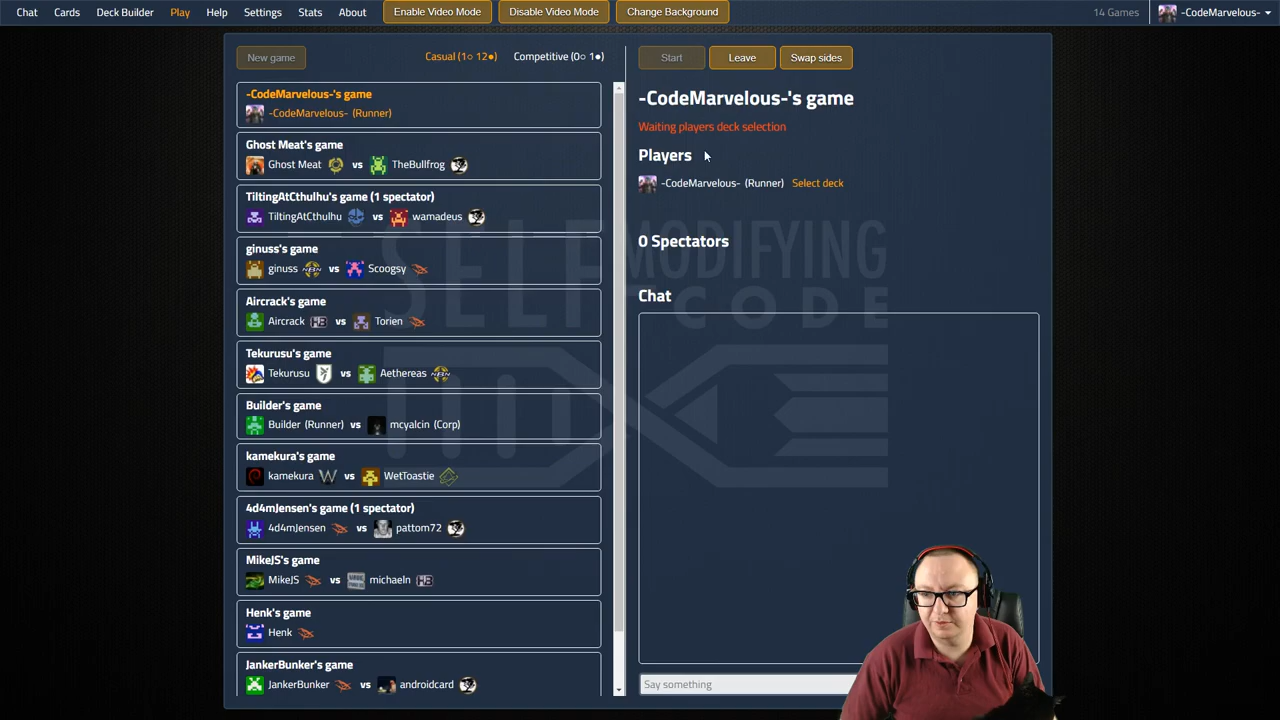 Chat Cards Deck Builder Play Help Settings Stats About Enable Video Mode Disable Video Mode Change Background 14 Games -CodeMarvelous-
New game Casual (1○ 12●) Competitive (0○ 1●) Start Leave Swap sides
-CodeMarvelous-'s game
-CodeMarvelous- (Runner)
Ghost Meat's game
Ghost Meat vs TheBullfrog
TiltingAtCthulhu's game (1 spectator)
TiltingAtCthulhu vs wamadeus
ginuss's game
ginuss vs Scoogsy
Aircrack's game
Aircrack vs Torien
Tekurusu's game
Tekurusu vs Aethereas
Builder's game
Builder (Runner) vs mcyalcin (Corp)
kamekura's game
kamekura vs WetToastie
4d4mJensen's game (1 spectator)
4d4mJensen vs pattom72
MikeJS's game
MikeJS vs michaeln
Henk's game
Henk
JankerBunker's game
JankerBunker vs androidcard
-CodeMarvelous-'s game
Waiting players deck selection
Players
-CodeMarvelous- (Runner) Select deck
0 Spectators
Chat
Say something
SELF MODIFYING
CODE